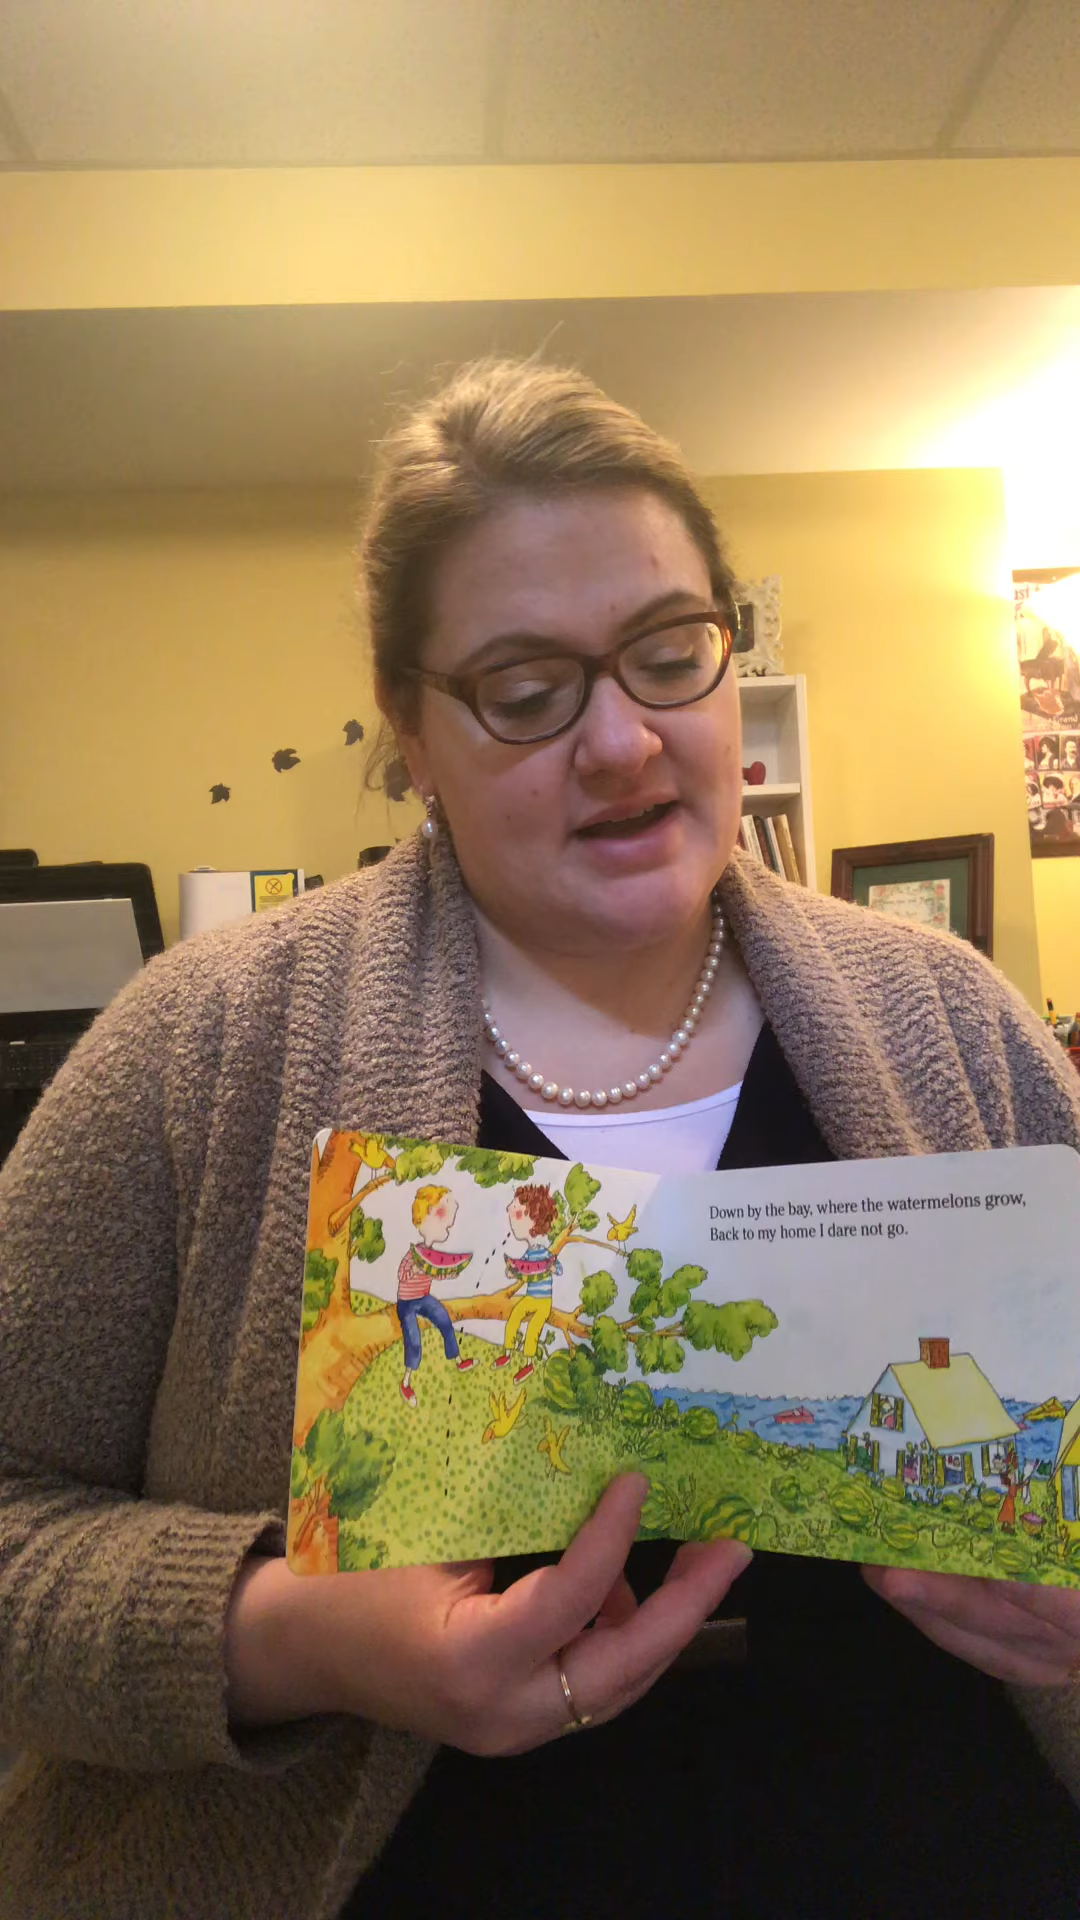 Down by the bay, where the watermelons grow,
Back to my home I dare not go.